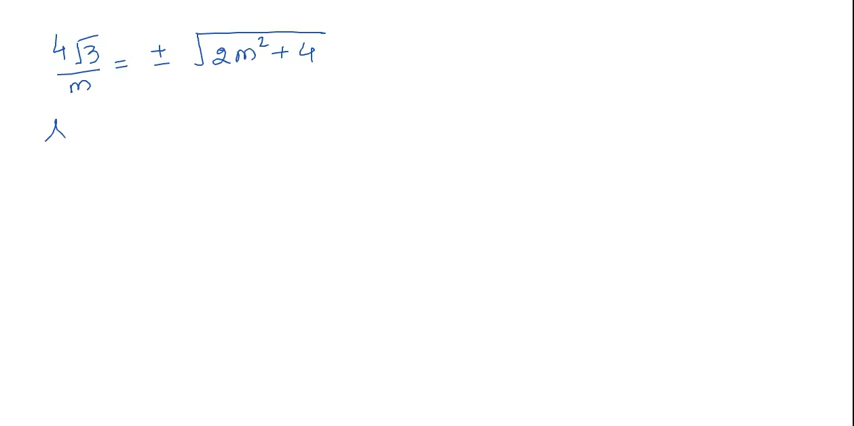 4√3/m = ± √(2m² + 4)